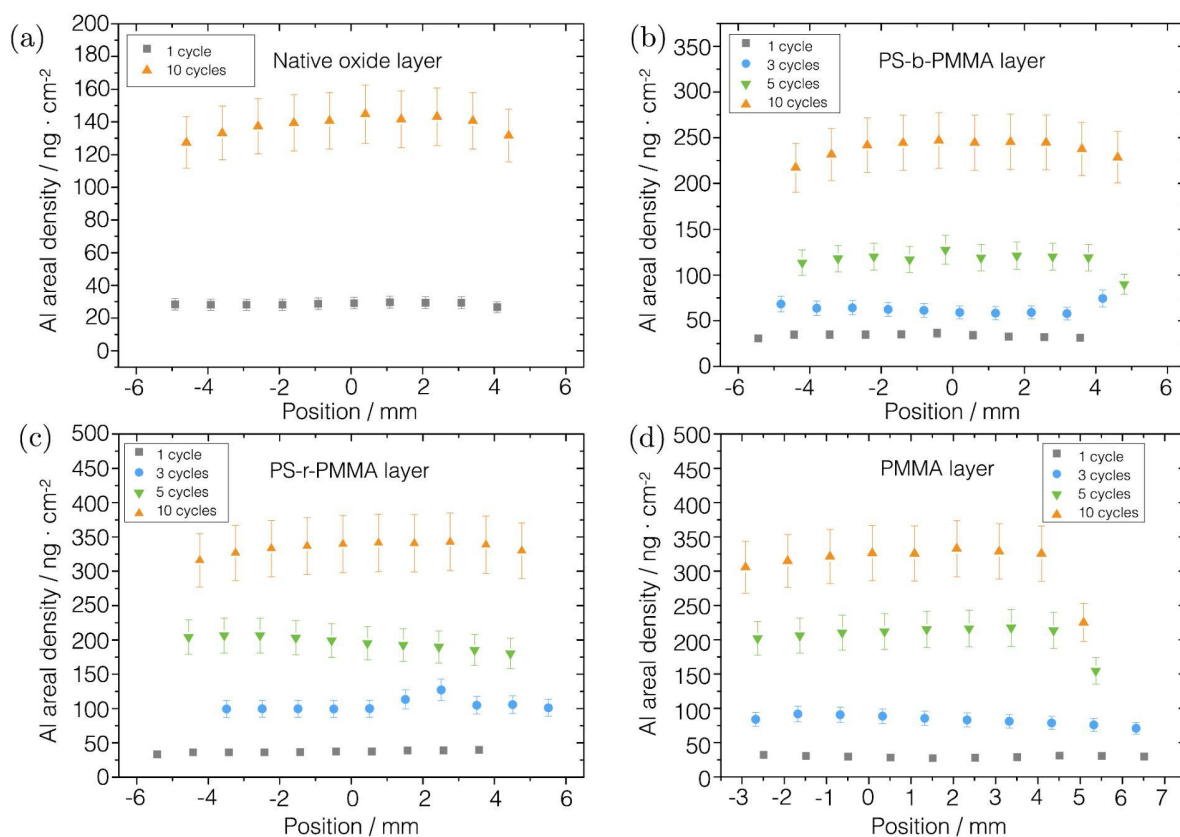 (a)
Native oxide layer
1 cycle
10 cycles
Al areal density / ng · cm-2
200
180
160
140
120
100
80
60
40
20
0
-6 -4 -2 0 2 4 6
Position / mm
(b)
PS-b-PMMA layer
1 cycle
3 cycles
5 cycles
10 cycles
Al areal density / ng · cm-2
350
300
250
200
150
100
50
0
-6 -4 -2 0 2 4 6
Position / mm
(c)
PS-r-PMMA layer
1 cycle
3 cycles
5 cycles
10 cycles
Al areal density / ng · cm-2
500
450
400
350
300
250
200
150
100
50
0
-6 -4 -2 0 2 4 6
Position / mm
(d)
PMMA layer
1 cycle
3 cycles
5 cycles
10 cycles
Al areal density / ng · cm-2
500
450
400
350
300
250
200
150
100
50
0
-3 -2 -1 0 1 2 3 4 5 6 7
Position / mm